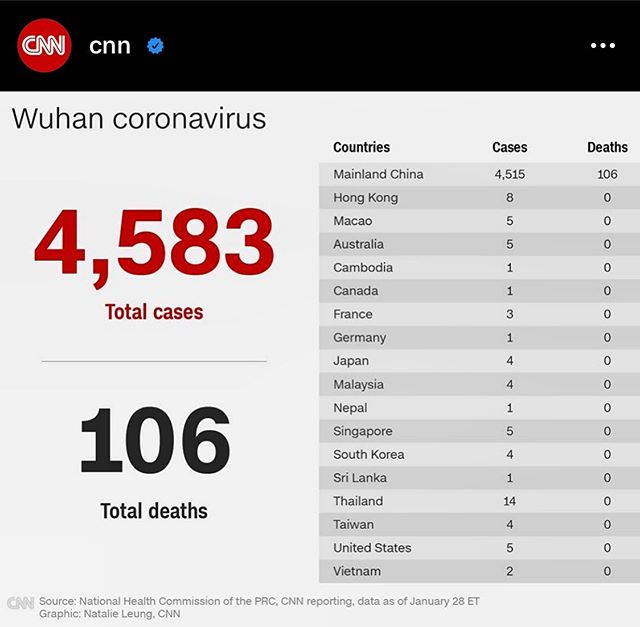 CNN cnn
Wuhan coronavirus
4,583
Total cases
106
Total deaths
Countries Cases Deaths
Mainland China 4,515 106
Hong Kong 8 0
Macao 5 0
Australia 5 0
Cambodia 1 0
Canada 1 0
France 3 0
Germany 1 0
Japan 4 0
Malaysia 4 0
Nepal 1 0
Singapore 5 0
South Korea 4 0
Sri Lanka 1 0
Thailand 14 0
Taiwan 4 0
United States 5 0
Vietnam 2 0
CNN Source: National Health Commission of the PRC, CNN reporting, data as of January 28 ET
Graphic: Natalie Leung, CNN